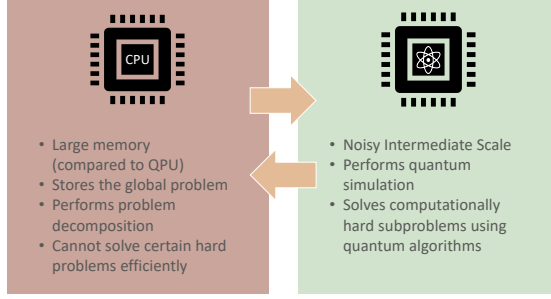 CPU
• Large memory
(compared to QPU)
• Stores the global problem
• Performs problem
decomposition
• Cannot solve certain hard
problems efficiently
• Noisy Intermediate Scale
• Performs quantum
simulation
• Solves computationally
hard subproblems using
quantum algorithms